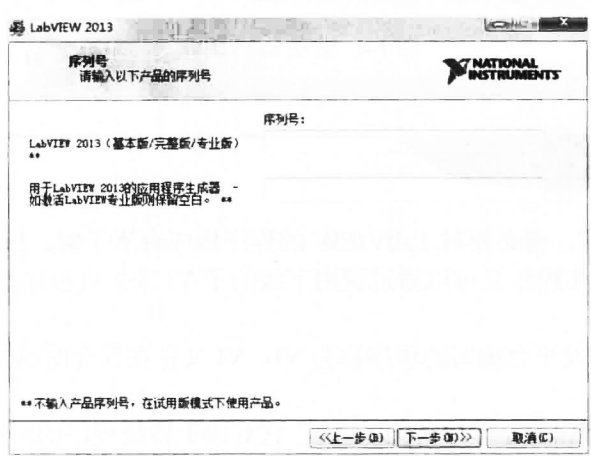 LabVIEW 2013
序列号
请输入以下产品的序列号
NATIONAL
INSTRUMENTS
序列号:
LabVIEW 2013(基本版/完整版/专业版)
**
用于LabVIEW 2013的应用程序生成器 -
如激活LabVIEW专业版则保留空白。 **
**不输入产品序列号,在试用版模式下使用产品。
<<上一步(B) 下一步(N)>> 取消(C)